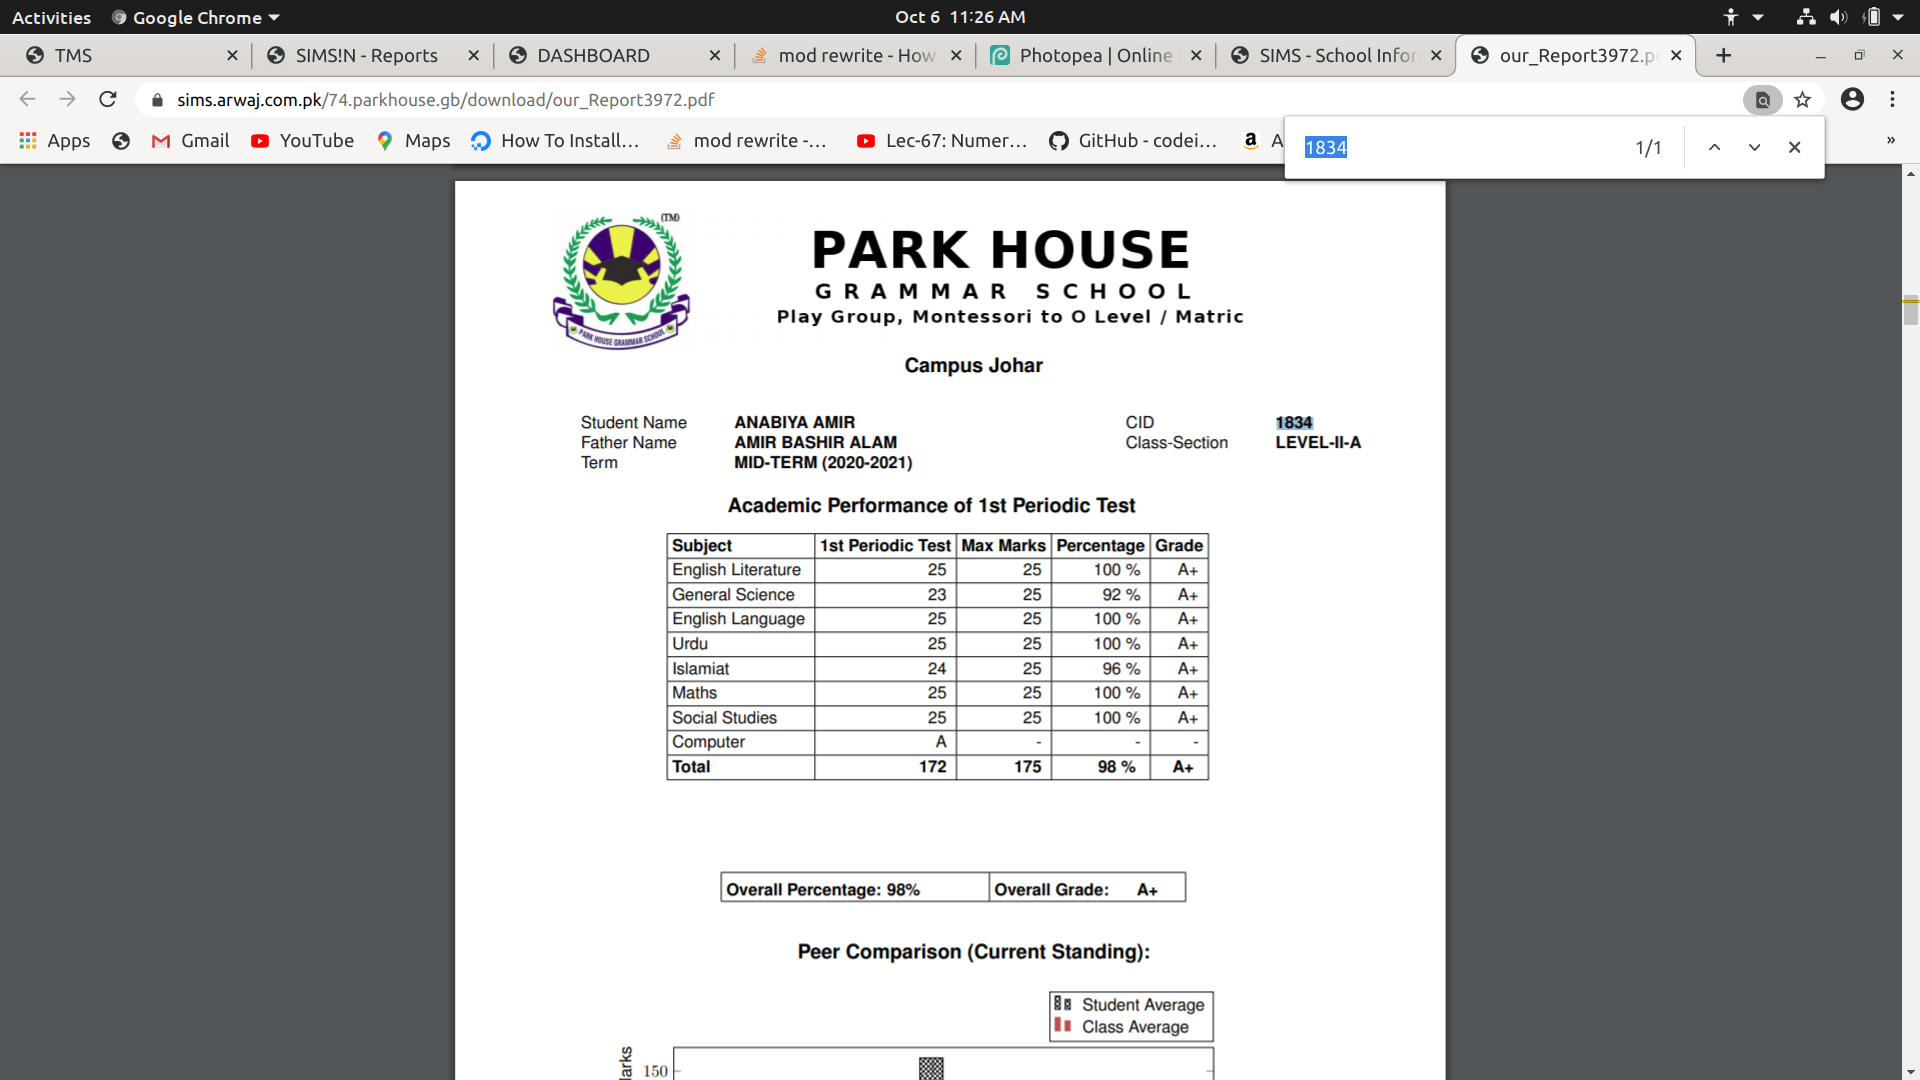 Activities Google Chrome Oct 6 11:26 AM
TMS SIMS!N - Reports DASHBOARD mod rewrite - How Photopea | Online SIMS - School Infor our_Report3972.p
sims.arwaj.com.pk/74.parkhouse.gb/download/our_Report3972.pdf
Apps Gmail YouTube Maps How To Install... mod rewrite -... Lec-67: Numer... GitHub - codei... A »
1834 1/1
(TM)
PARK HOUSE GRAMMAR SCHOOL
PARK HOUSE
GRAMMAR SCHOOL
Play Group, Montessori to O Level / Matric
Campus Johar
Student Name ANABIYA AMIR CID 1834
Father Name AMIR BASHIR ALAM Class-Section LEVEL-II-A
Term MID-TERM (2020-2021)
Academic Performance of 1st Periodic Test
Subject 1st Periodic Test Max Marks Percentage Grade
English Literature 25 25 100 % A+
General Science 23 25 92 % A+
English Language 25 25 100 % A+
Urdu 25 25 100 % A+
Islamiat 24 25 96 % A+
Maths 25 25 100 % A+
Social Studies 25 25 100 % A+
Computer A - - -
Total 172 175 98 % A+
Overall Percentage: 98% Overall Grade: A+
Peer Comparison (Current Standing):
Student Average
Class Average
150